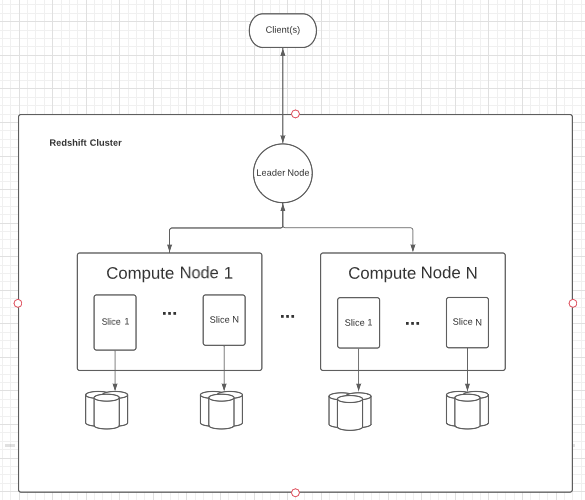 Client(s)
Redshift Cluster
Leader Node
Compute Node 1
Compute Node N
Slice 1
...
Slice N
...
Slice 1
...
Slice N